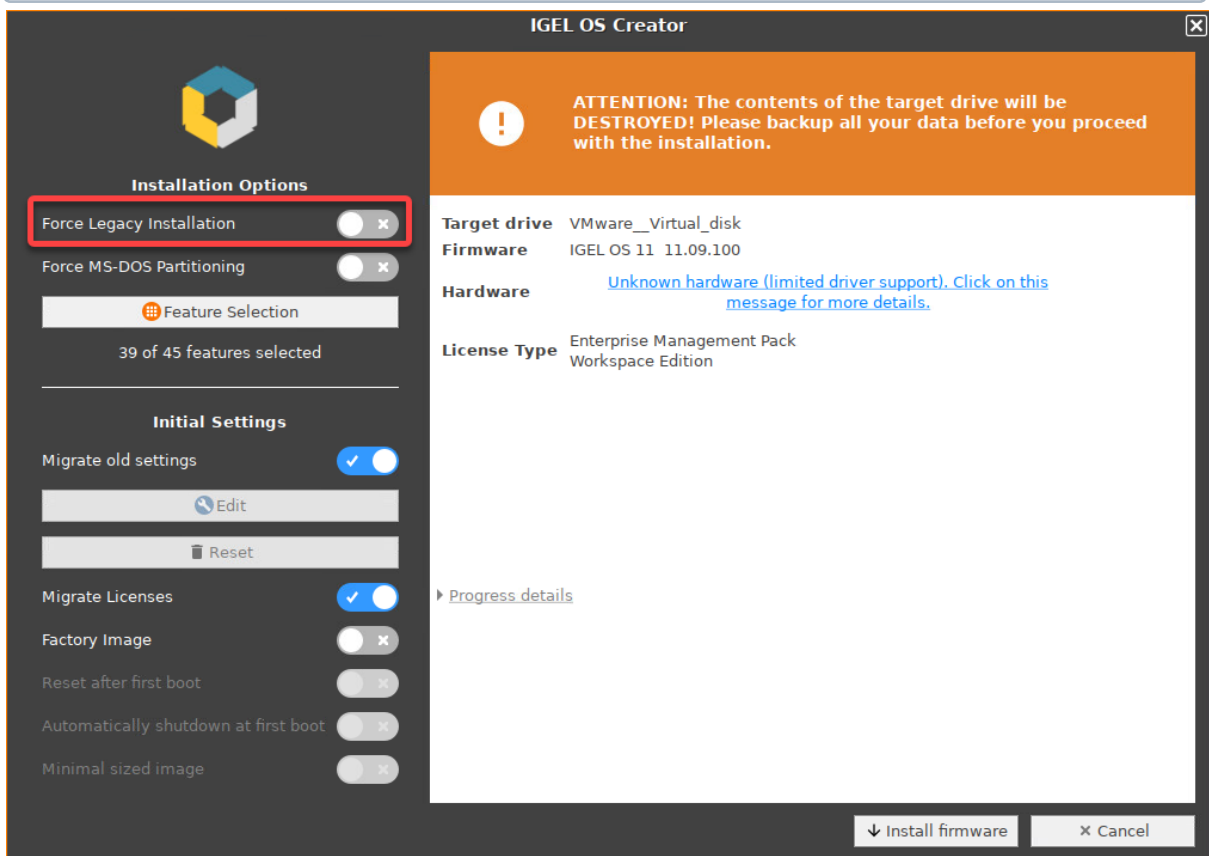 IGEL OS Creator
Installation Options
Force Legacy Installation
Force MS-DOS Partitioning
Feature Selection
39 of 45 features selected
Initial Settings
Migrate old settings
Edit
Reset
Migrate Licenses
Factory Image
Reset after first boot
Automatically shutdown at first boot
Minimal sized image
ATTENTION: The contents of the target drive will be
DESTROYED! Please backup all your data before you proceed
with the installation.
Target drive VMware__Virtual_disk
Firmware IGEL OS 11 11.09.100
Hardware Unknown hardware (limited driver support). Click on this
message for more details.
License Type Enterprise Management Pack
Workspace Edition
Progress details
Install firmware
Cancel